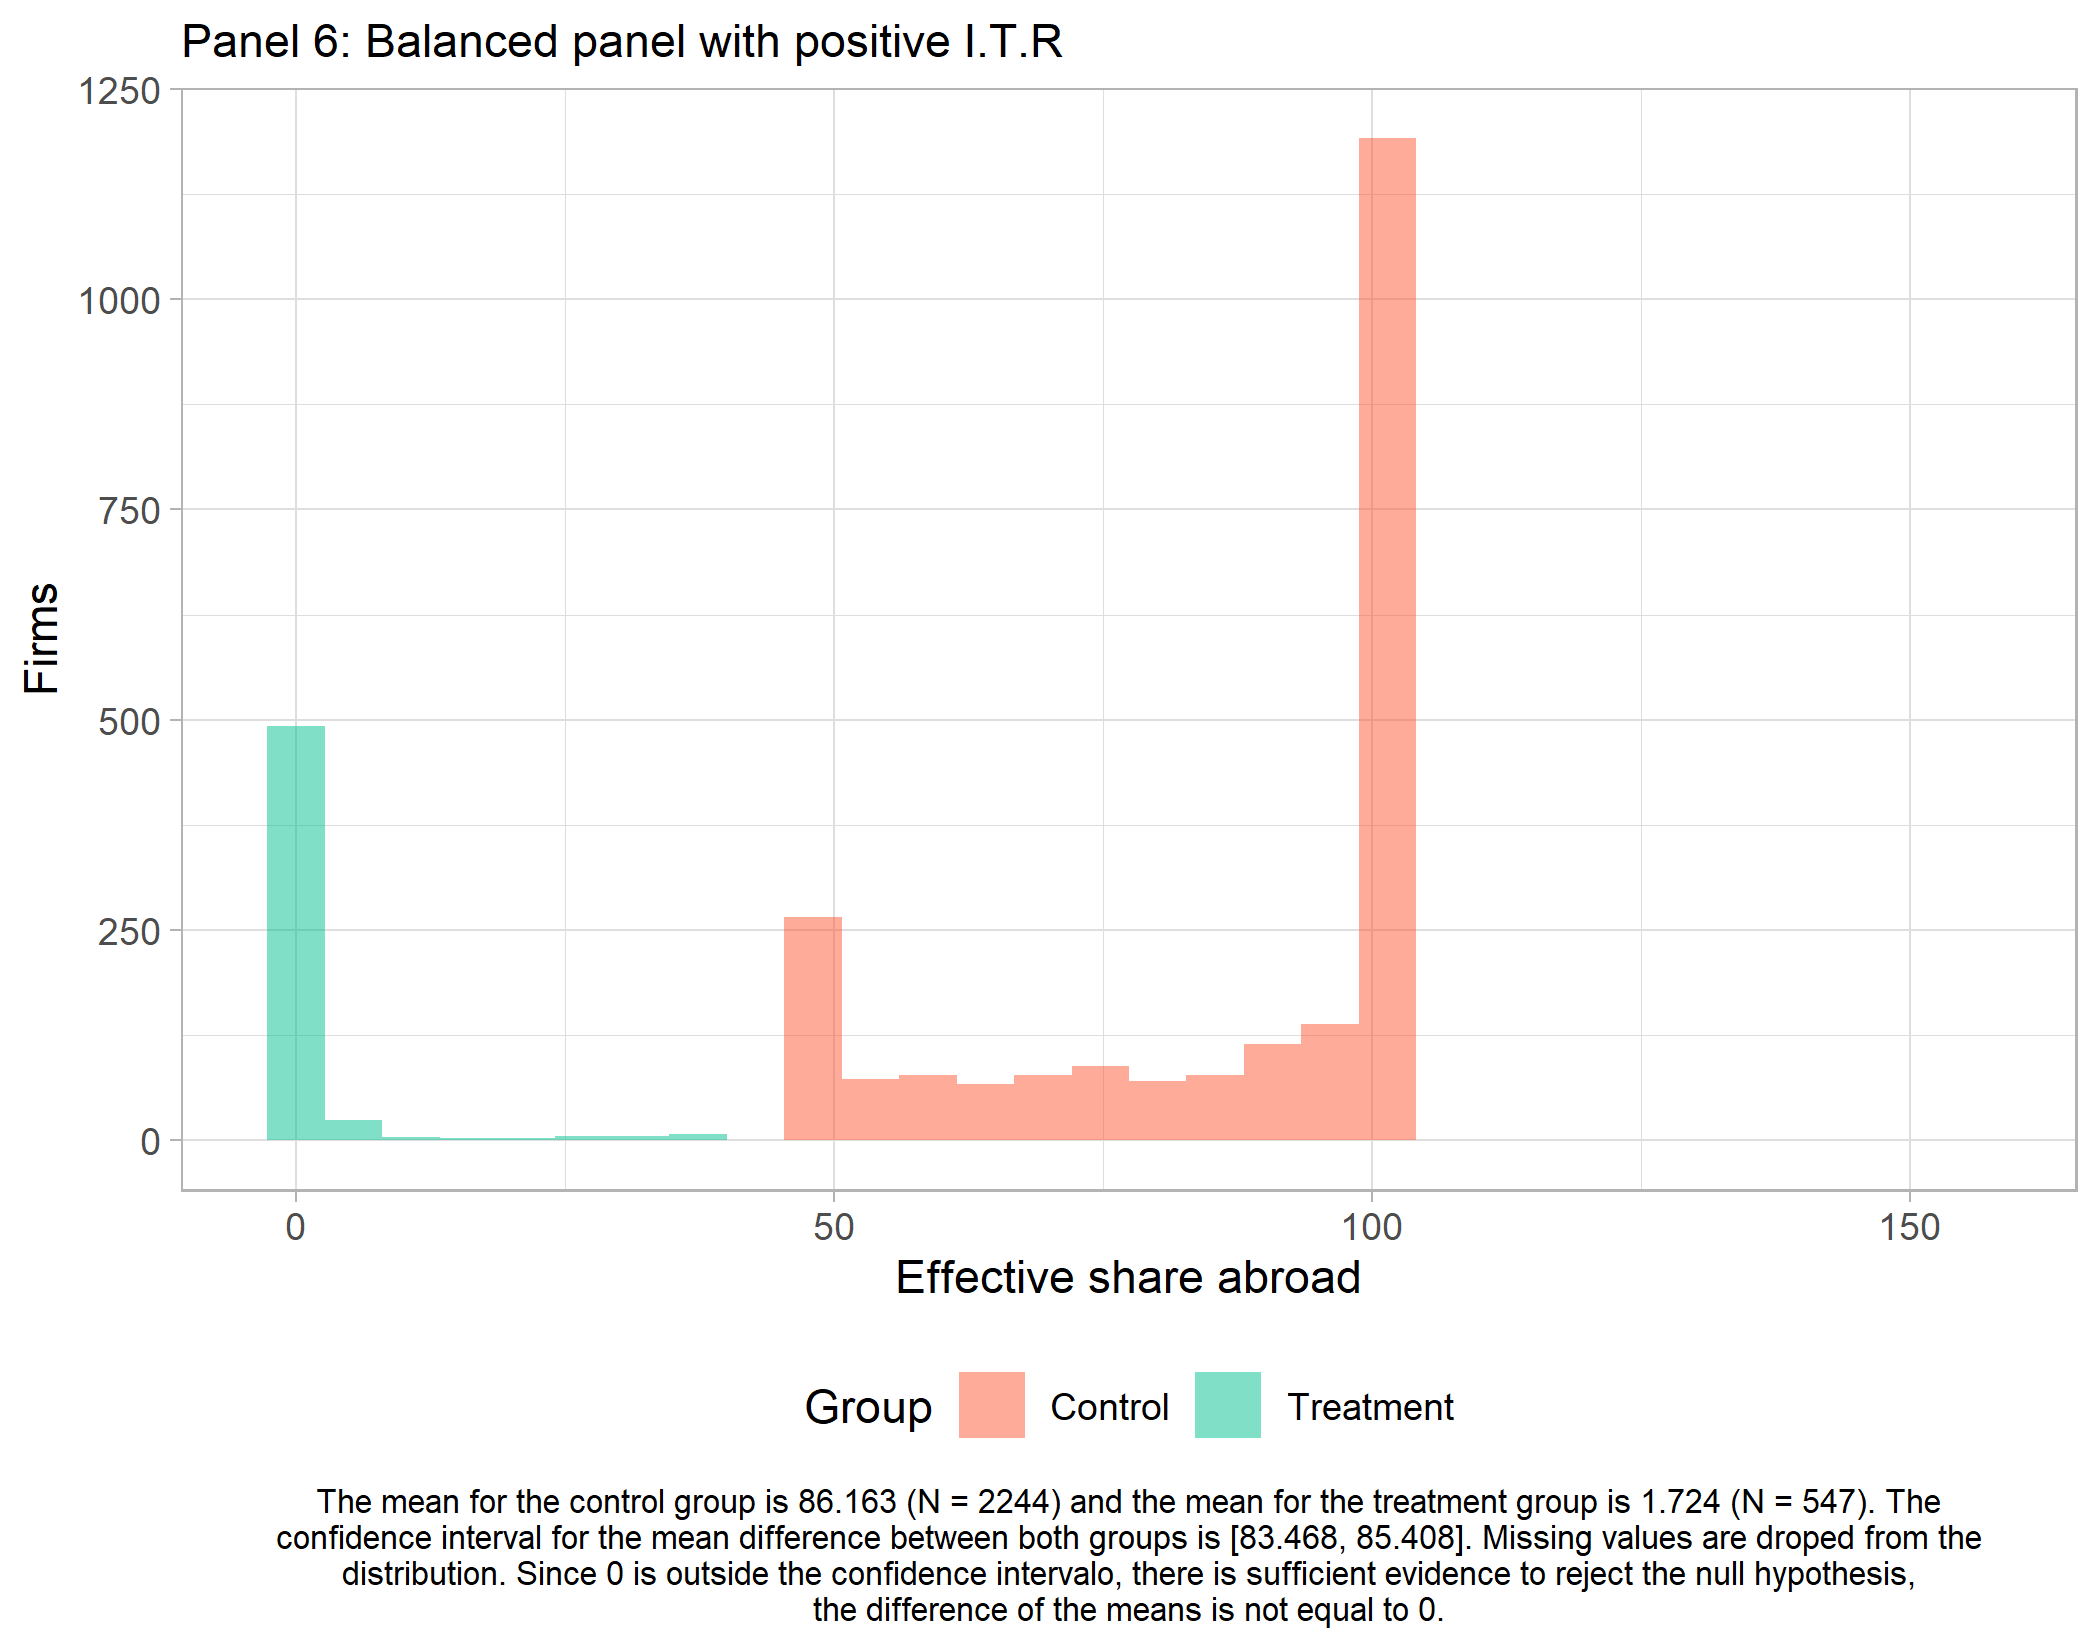 Panel 6: Balanced panel with positive I.T.R
1250
1000
750
500
250
0
Firms
0 50 100 150
Effective share abroad
Group Control Treatment
The mean for the control group is 86.163 (N = 2244) and the mean for the treatment group is 1.724 (N = 547). The
confidence interval for the mean difference between both groups is [83.468, 85.408]. Missing values are droped from the
distribution. Since 0 is outside the confidence intervalo, there is sufficient evidence to reject the null hypothesis,
the difference of the means is not equal to 0.